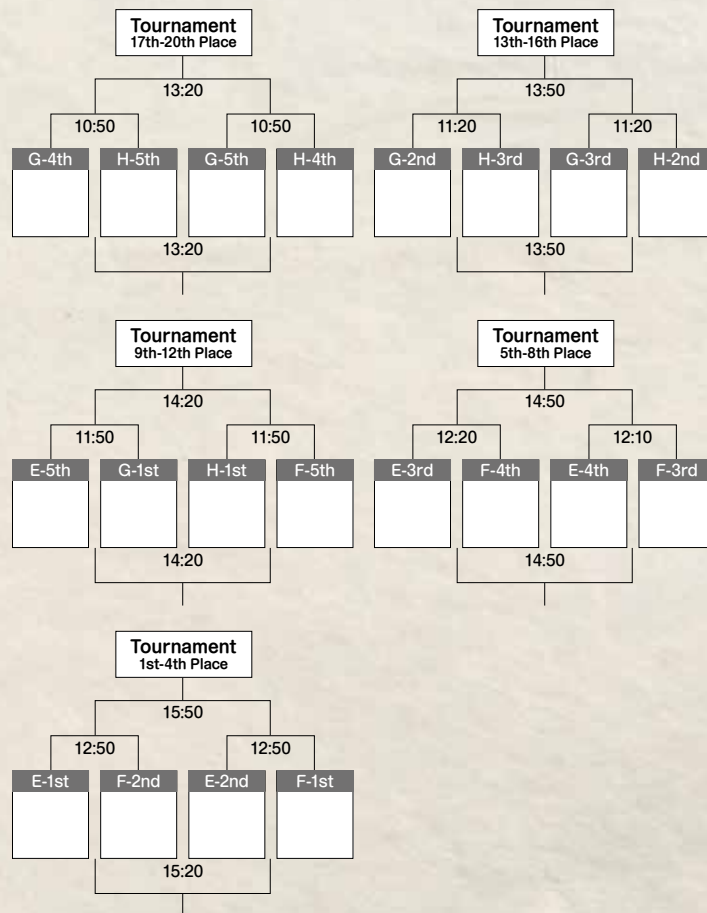 Tournament
17th-20th Place
13:20
10:50 10:50
G-4th H-5th G-5th H-4th
13:20
Tournament
13th-16th Place
13:50
11:20 11:20
G-2nd H-3rd G-3rd H-2nd
13:50
Tournament
9th-12th Place
14:20
11:50 11:50
E-5th G-1st H-1st F-5th
14:20
Tournament
5th-8th Place
14:50
12:20 12:10
E-3rd F-4th E-4th F-3rd
14:50
Tournament
1st-4th Place
15:50
12:50 12:50
E-1st F-2nd E-2nd F-1st
15:20